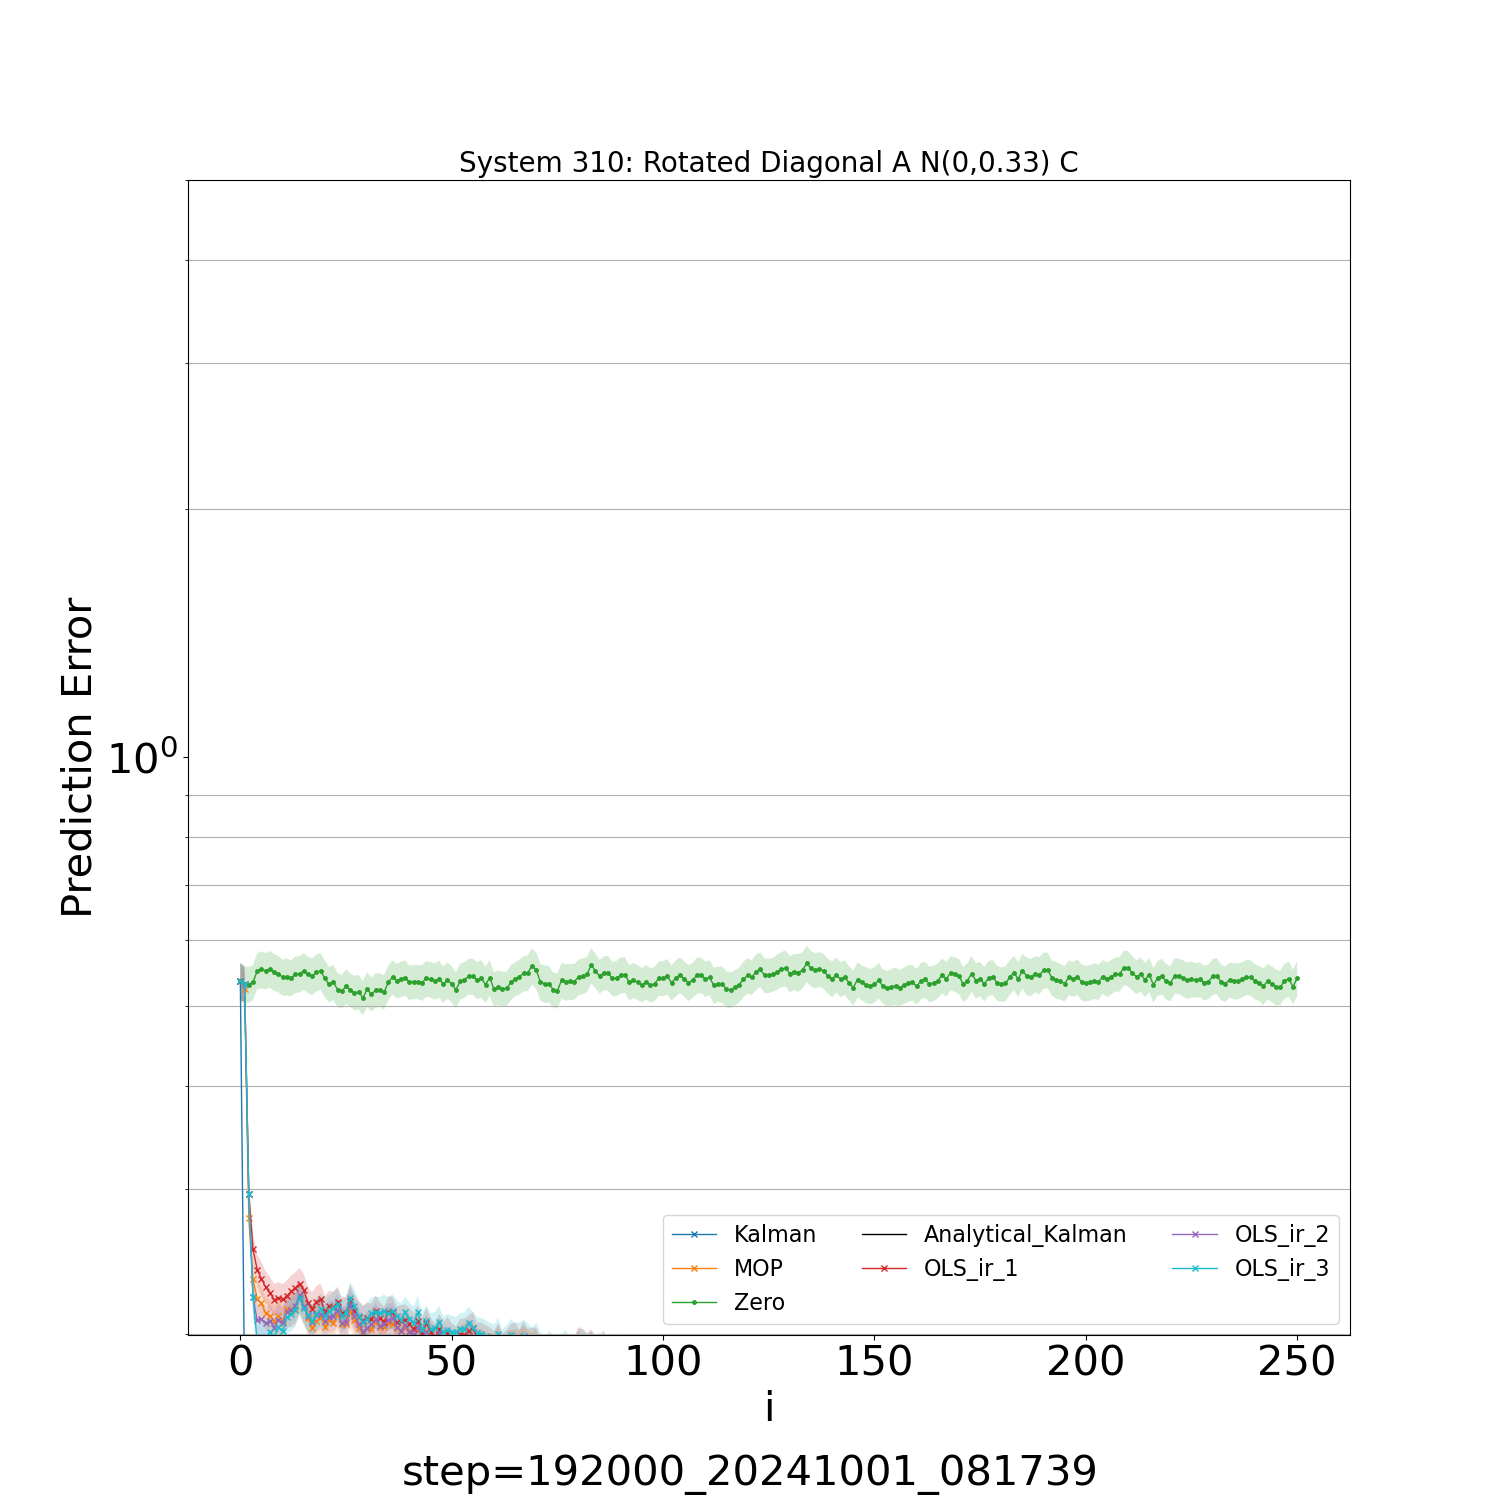 System 310: Rotated Diagonal A N(0,0.33) C
Prediction Error
10⁰
Kalman
MOP
Zero
Analytical_Kalman
OLS_ir_1
OLS_ir_2
OLS_ir_3
0 50 100 150 200 250
i
step=192000_20241001_081739